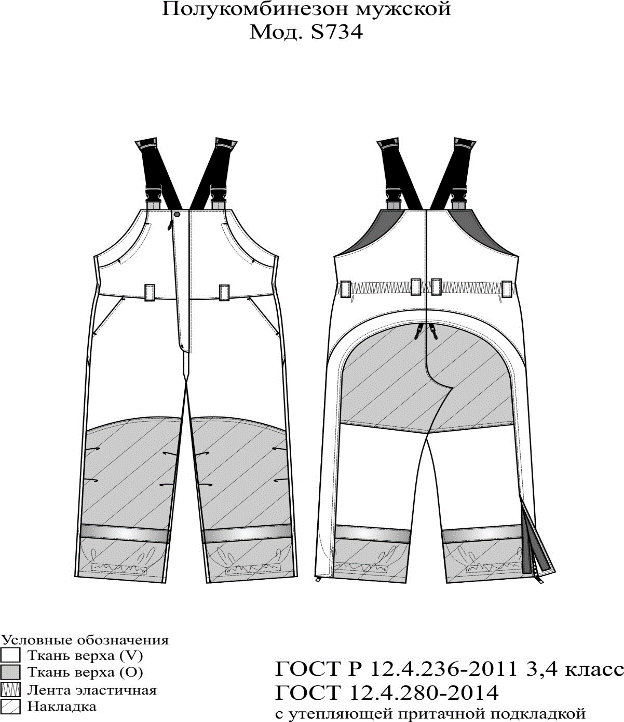 Полукомбинезон мужской
Мод. S734
Условные обозначения
Ткань верха (V)
Ткань верха (О)
Лента эластичная
Накладка
ГОСТ Р 12.4.236-2011 3,4 класс
ГОСТ 12.4.280-2014
с утепляющей притачной подкладкой